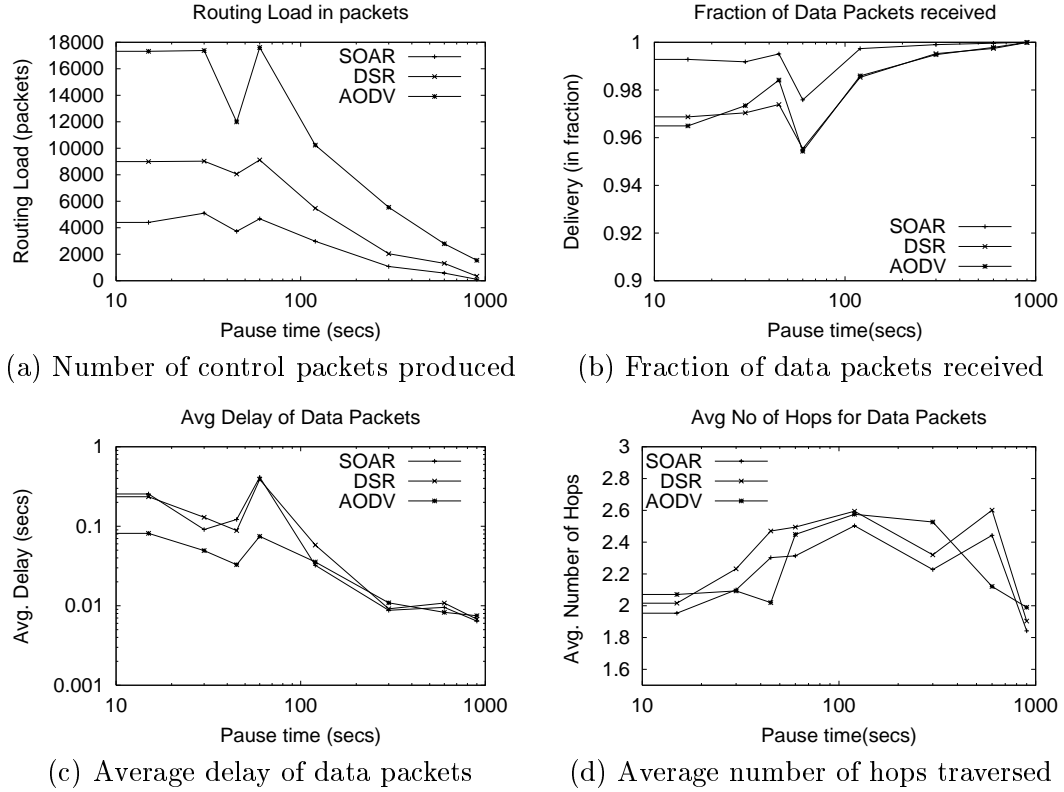 Routing Load in packets
Routing Load (packets)
18000
16000
14000
12000
10000
8000
6000
4000
2000
0
SOAR
DSR
AODV
10
100
1000
Pause time (secs)
(a) Number of control packets produced
Fraction of Data Packets received
Delivery (in fraction)
1
0.98
0.96
0.94
0.92
0.9
SOAR
DSR
AODV
10
100
1000
Pause time(secs)
(b) Fraction of data packets received
Avg Delay of Data Packets
Avg. Delay (secs)
1
0.1
0.01
0.001
SOAR
DSR
AODV
10
100
1000
Pause time (secs)
(c) Average delay of data packets
Avg No of Hops for Data Packets
Avg. Number of Hops
3
2.8
2.6
2.4
2.2
2
1.8
1.6
SOAR
DSR
AODV
10
100
1000
Pause time(secs)
(d) Average number of hops traversed